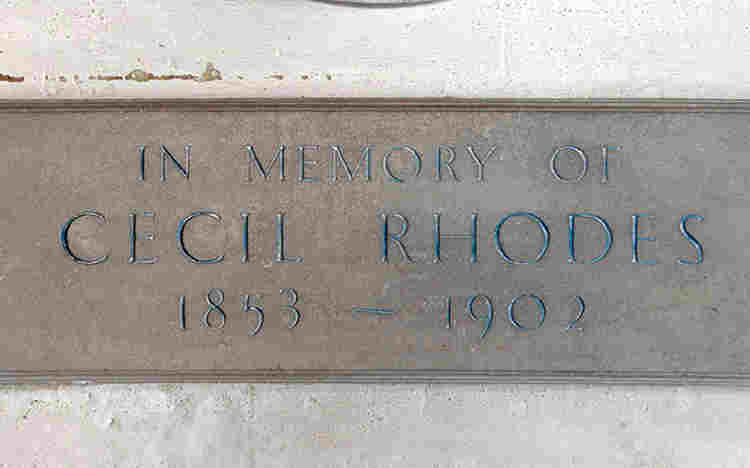 IN MEMORY OF
CECIL RHODES
1853 – 1902